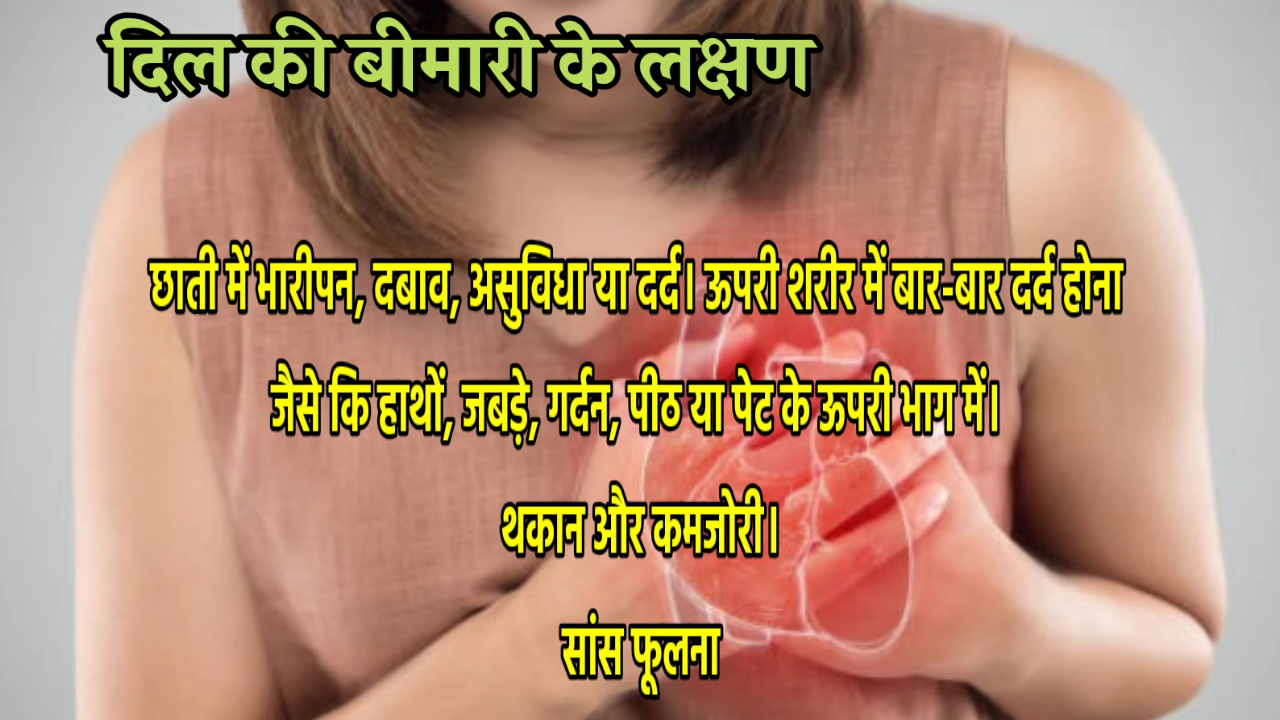 दिल की बीमारी के लक्षण
छाती में भारीपन, दबाव, असुविधा या दर्द। ऊपरी शरीर में बार-बार दर्द होना
जैसे कि हाथों, जबड़े, गर्दन, पीठ या पेट के ऊपरी भाग में।
थकान और कमजोरी।
सांस फूलना